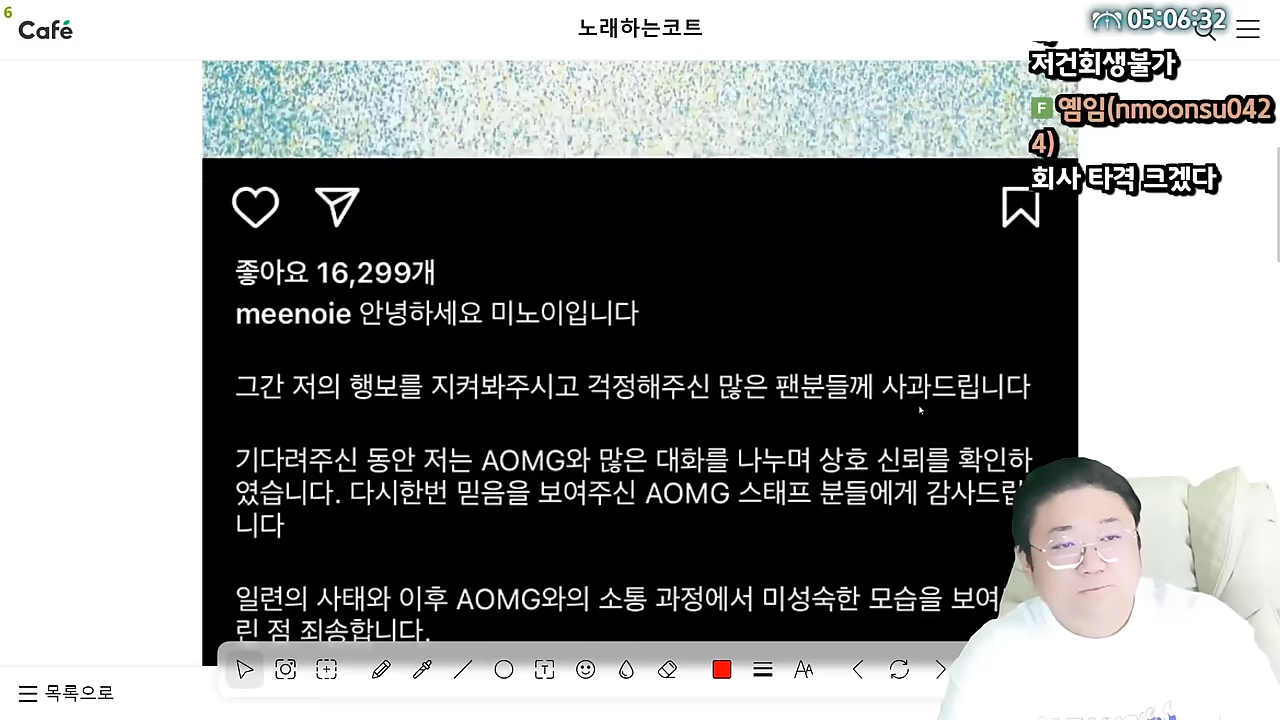 6
Café
노래하는코트
05:06:32
저건회생불가
F 옘임(nmoonsu042
4)
회사 타격 크겠다
좋아요 16,299개
meenoie 안녕하세요 미노이입니다
그간 저의 행보를 지켜봐주시고 걱정해주신 많은 팬분들께 사과드립니다
기다려주신 동안 저는 AOMG와 많은 대화를 나누며 상호 신뢰를 확인하
였습니다. 다시한번 믿음을 보여주신 AOMG 스태프 분들에게 감사드립
니다
일련의 사태와 이후 AOMG와의 소통 과정에서 미성숙한 모습을 보여
린 점 죄송합니다.
T
AA
목록으로